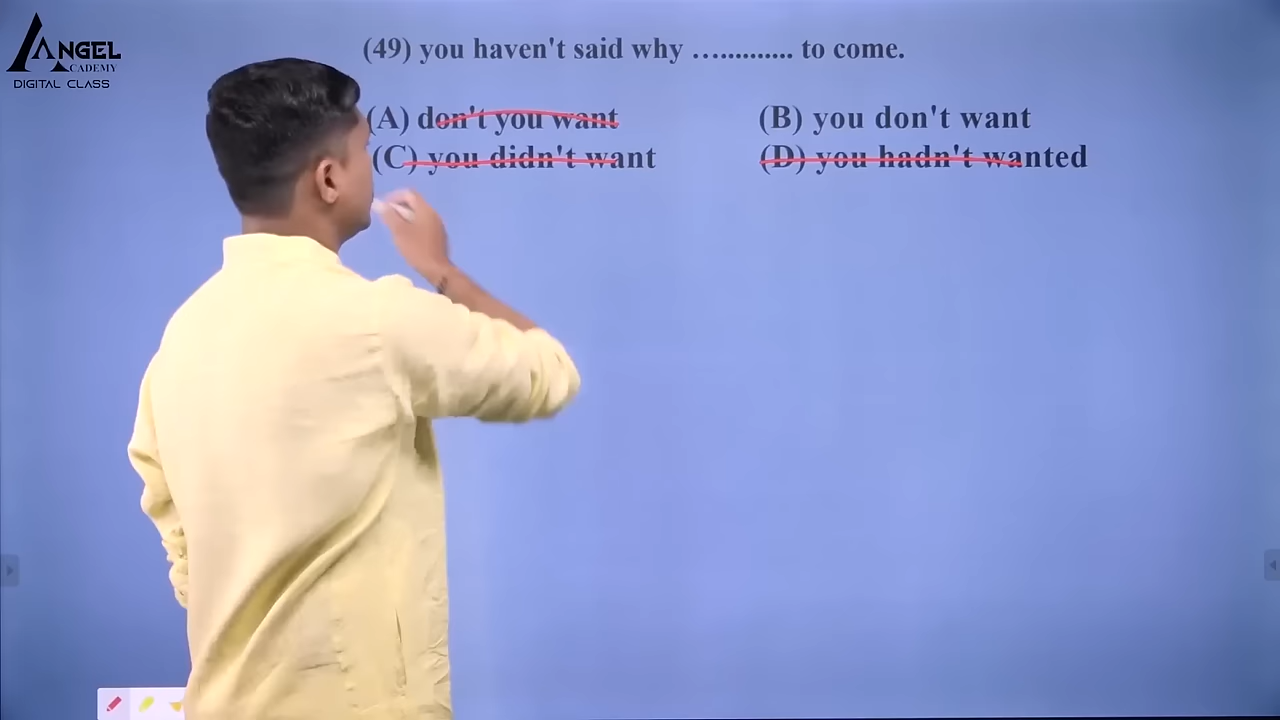 ANGEL
ACADEMY
DIGITAL CLASS
(49) you haven't said why …......... to come.
(A) don't you want (B) you don't want
(C) you didn't want (D) you hadn't wanted